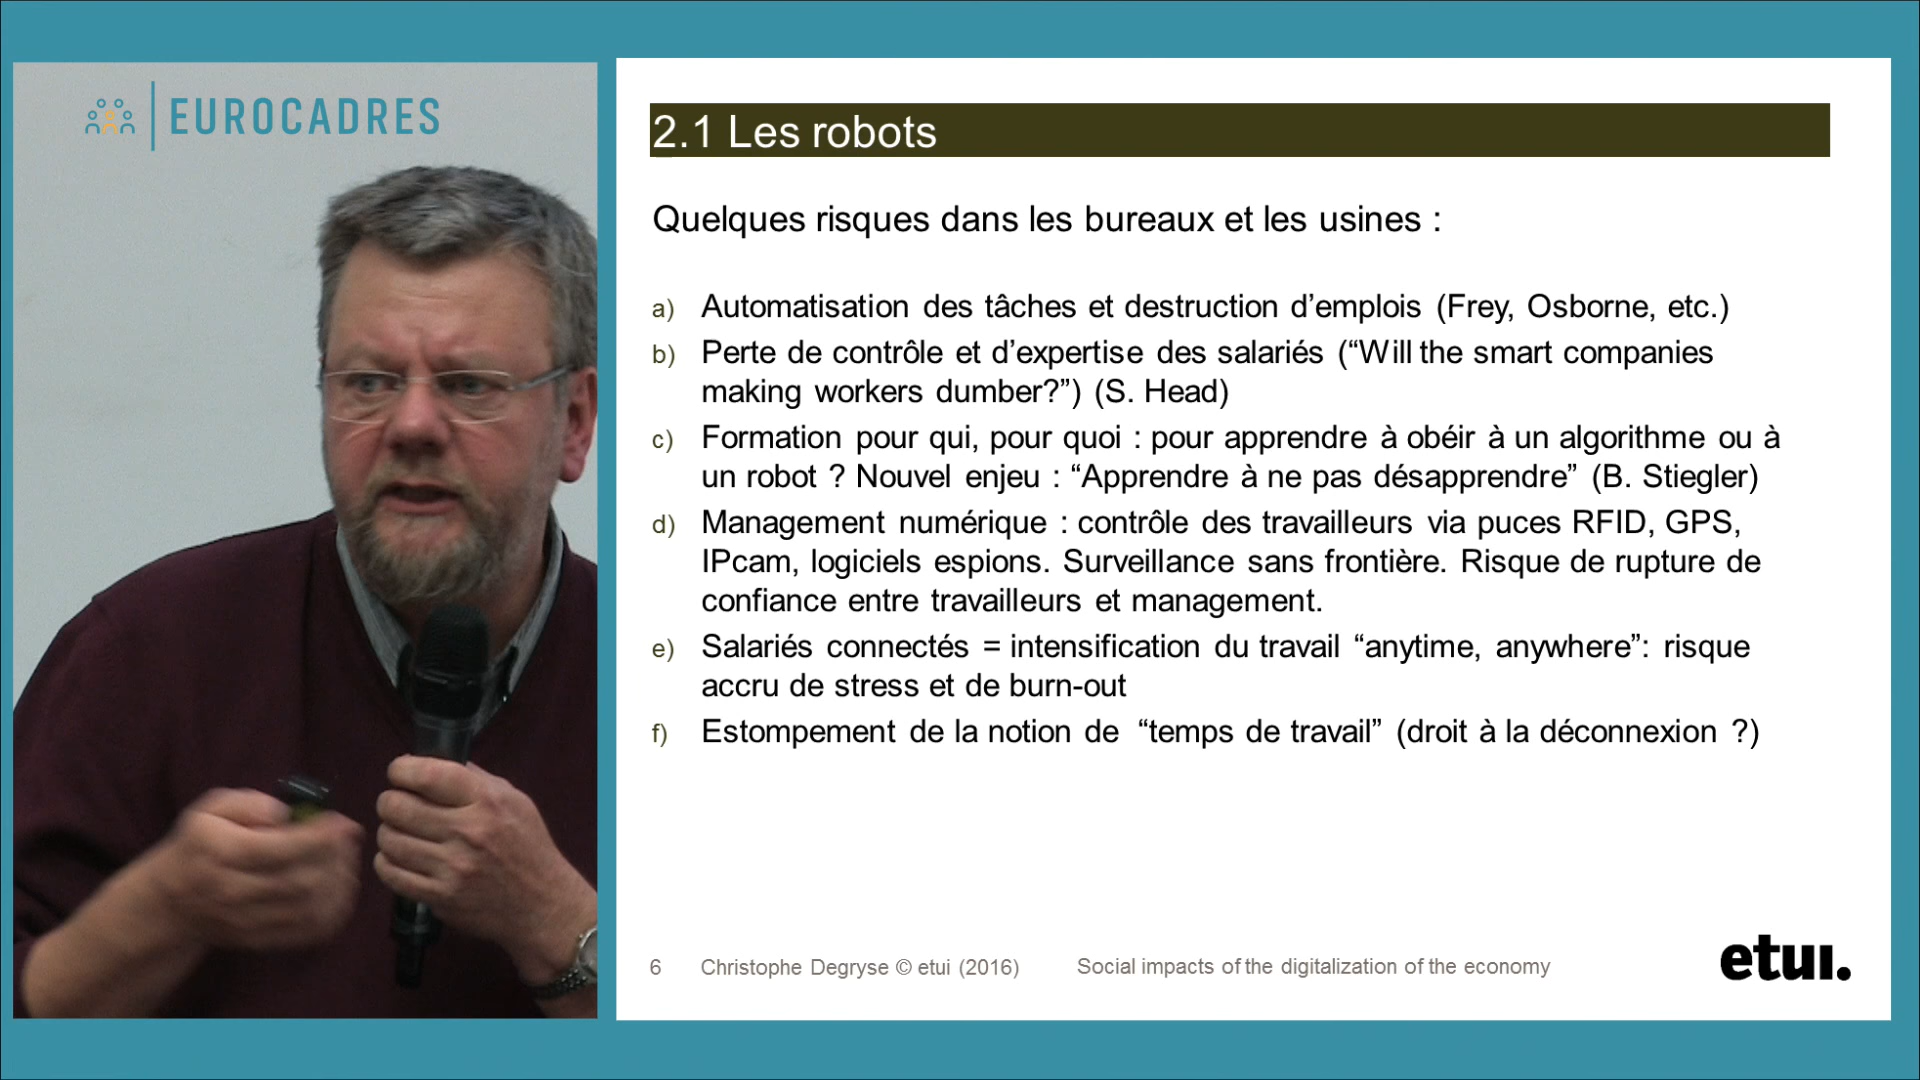 EUROCADRES
2.1 Les robots
Quelques risques dans les bureaux et les usines :
a) Automatisation des tâches et destruction d’emplois (Frey, Osborne, etc.)
b) Perte de contrôle et d’expertise des salariés (“Will the smart companies
making workers dumber?”) (S. Head)
c) Formation pour qui, pour quoi : pour apprendre à obéir à un algorithme ou à
un robot ? Nouvel enjeu : “Apprendre à ne pas désapprendre” (B. Stiegler)
d) Management numérique : contrôle des travailleurs via puces RFID, GPS,
IPcam, logiciels espions. Surveillance sans frontière. Risque de rupture de
confiance entre travailleurs et management.
e) Salariés connectés = intensification du travail “anytime, anywhere”: risque
accru de stress et de burn-out
f) Estompement de la notion de “temps de travail” (droit à la déconnexion ?)
6 Christophe Degryse © etui (2016) Social impacts of the digitalization of the economy
etui.